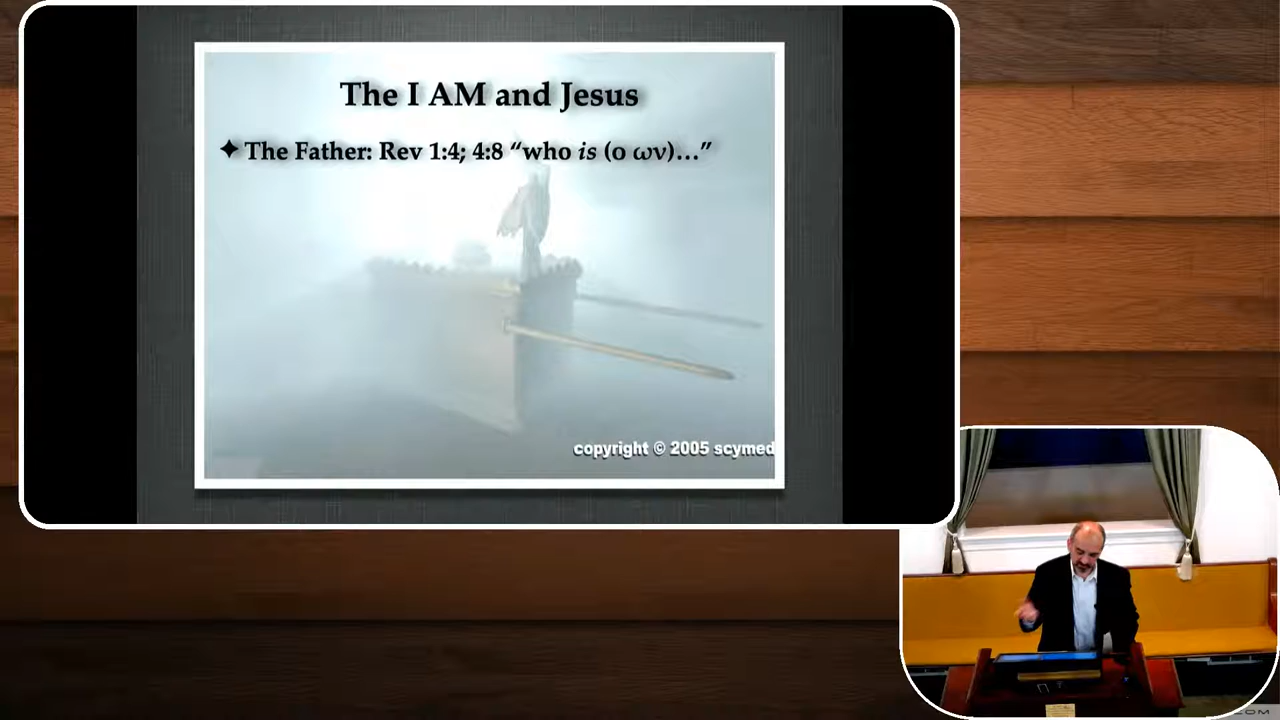 The I AM and Jesus
✦ The Father: Rev 1:4; 4:8 “who is (ο ων)…”
copyright © 2005 scymed